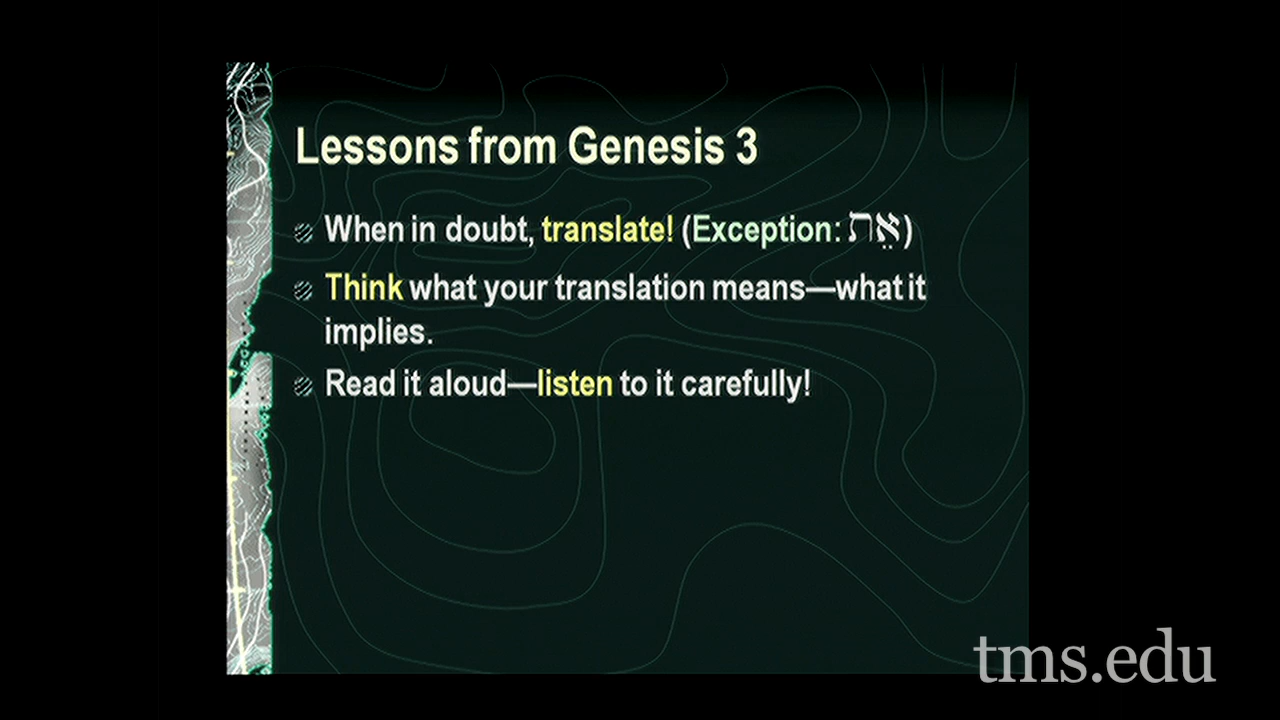 Lessons from Genesis 3
When in doubt, translate! (Exception: אֵת)
Think what your translation means—what it
implies.
Read it aloud—listen to it carefully!
tms.edu